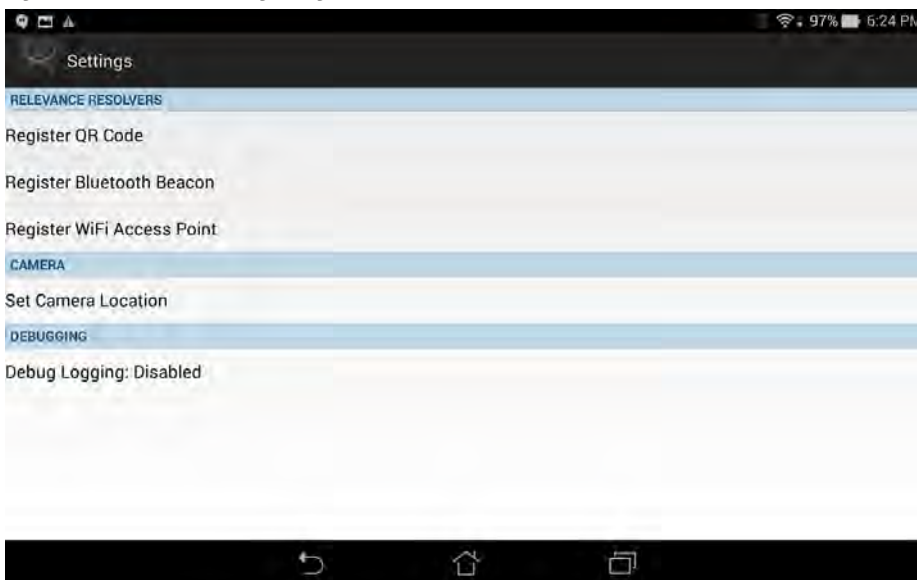 97% 6:24 PM
Settings
RELEVANCE RESOLVERS
Register QR Code
Register Bluetooth Beacon
Register WiFi Access Point
CAMERA
Set Camera Location
DEBUGGING
Debug Logging: Disabled